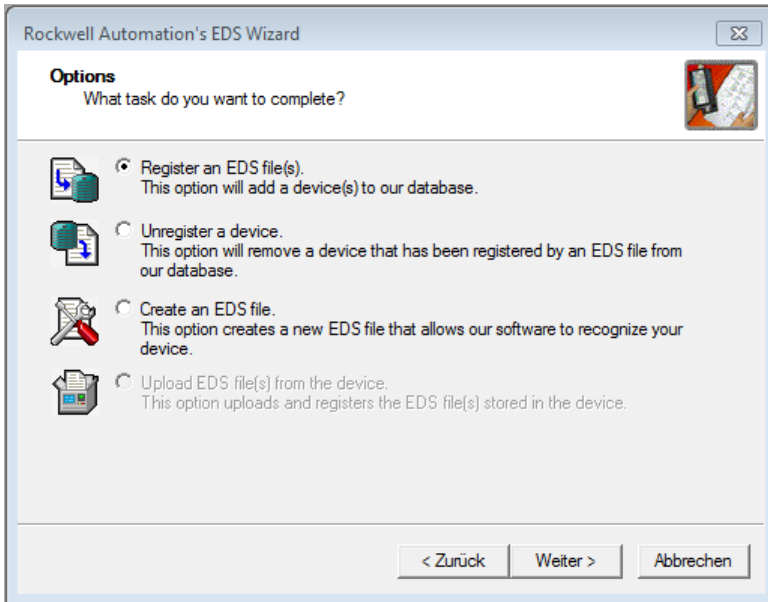 Rockwell Automation's EDS Wizard
Options
What task do you want to complete?
Register an EDS file(s).
This option will add a device(s) to our database.
Unregister a device.
This option will remove a device that has been registered by an EDS file from
our database.
Create an EDS file.
This option creates a new EDS file that allows our software to recognize your
device.
Upload EDS file(s) from the device.
This option uploads and registers the EDS file(s) stored in the device.
< Zurück
Weiter >
Abbrechen